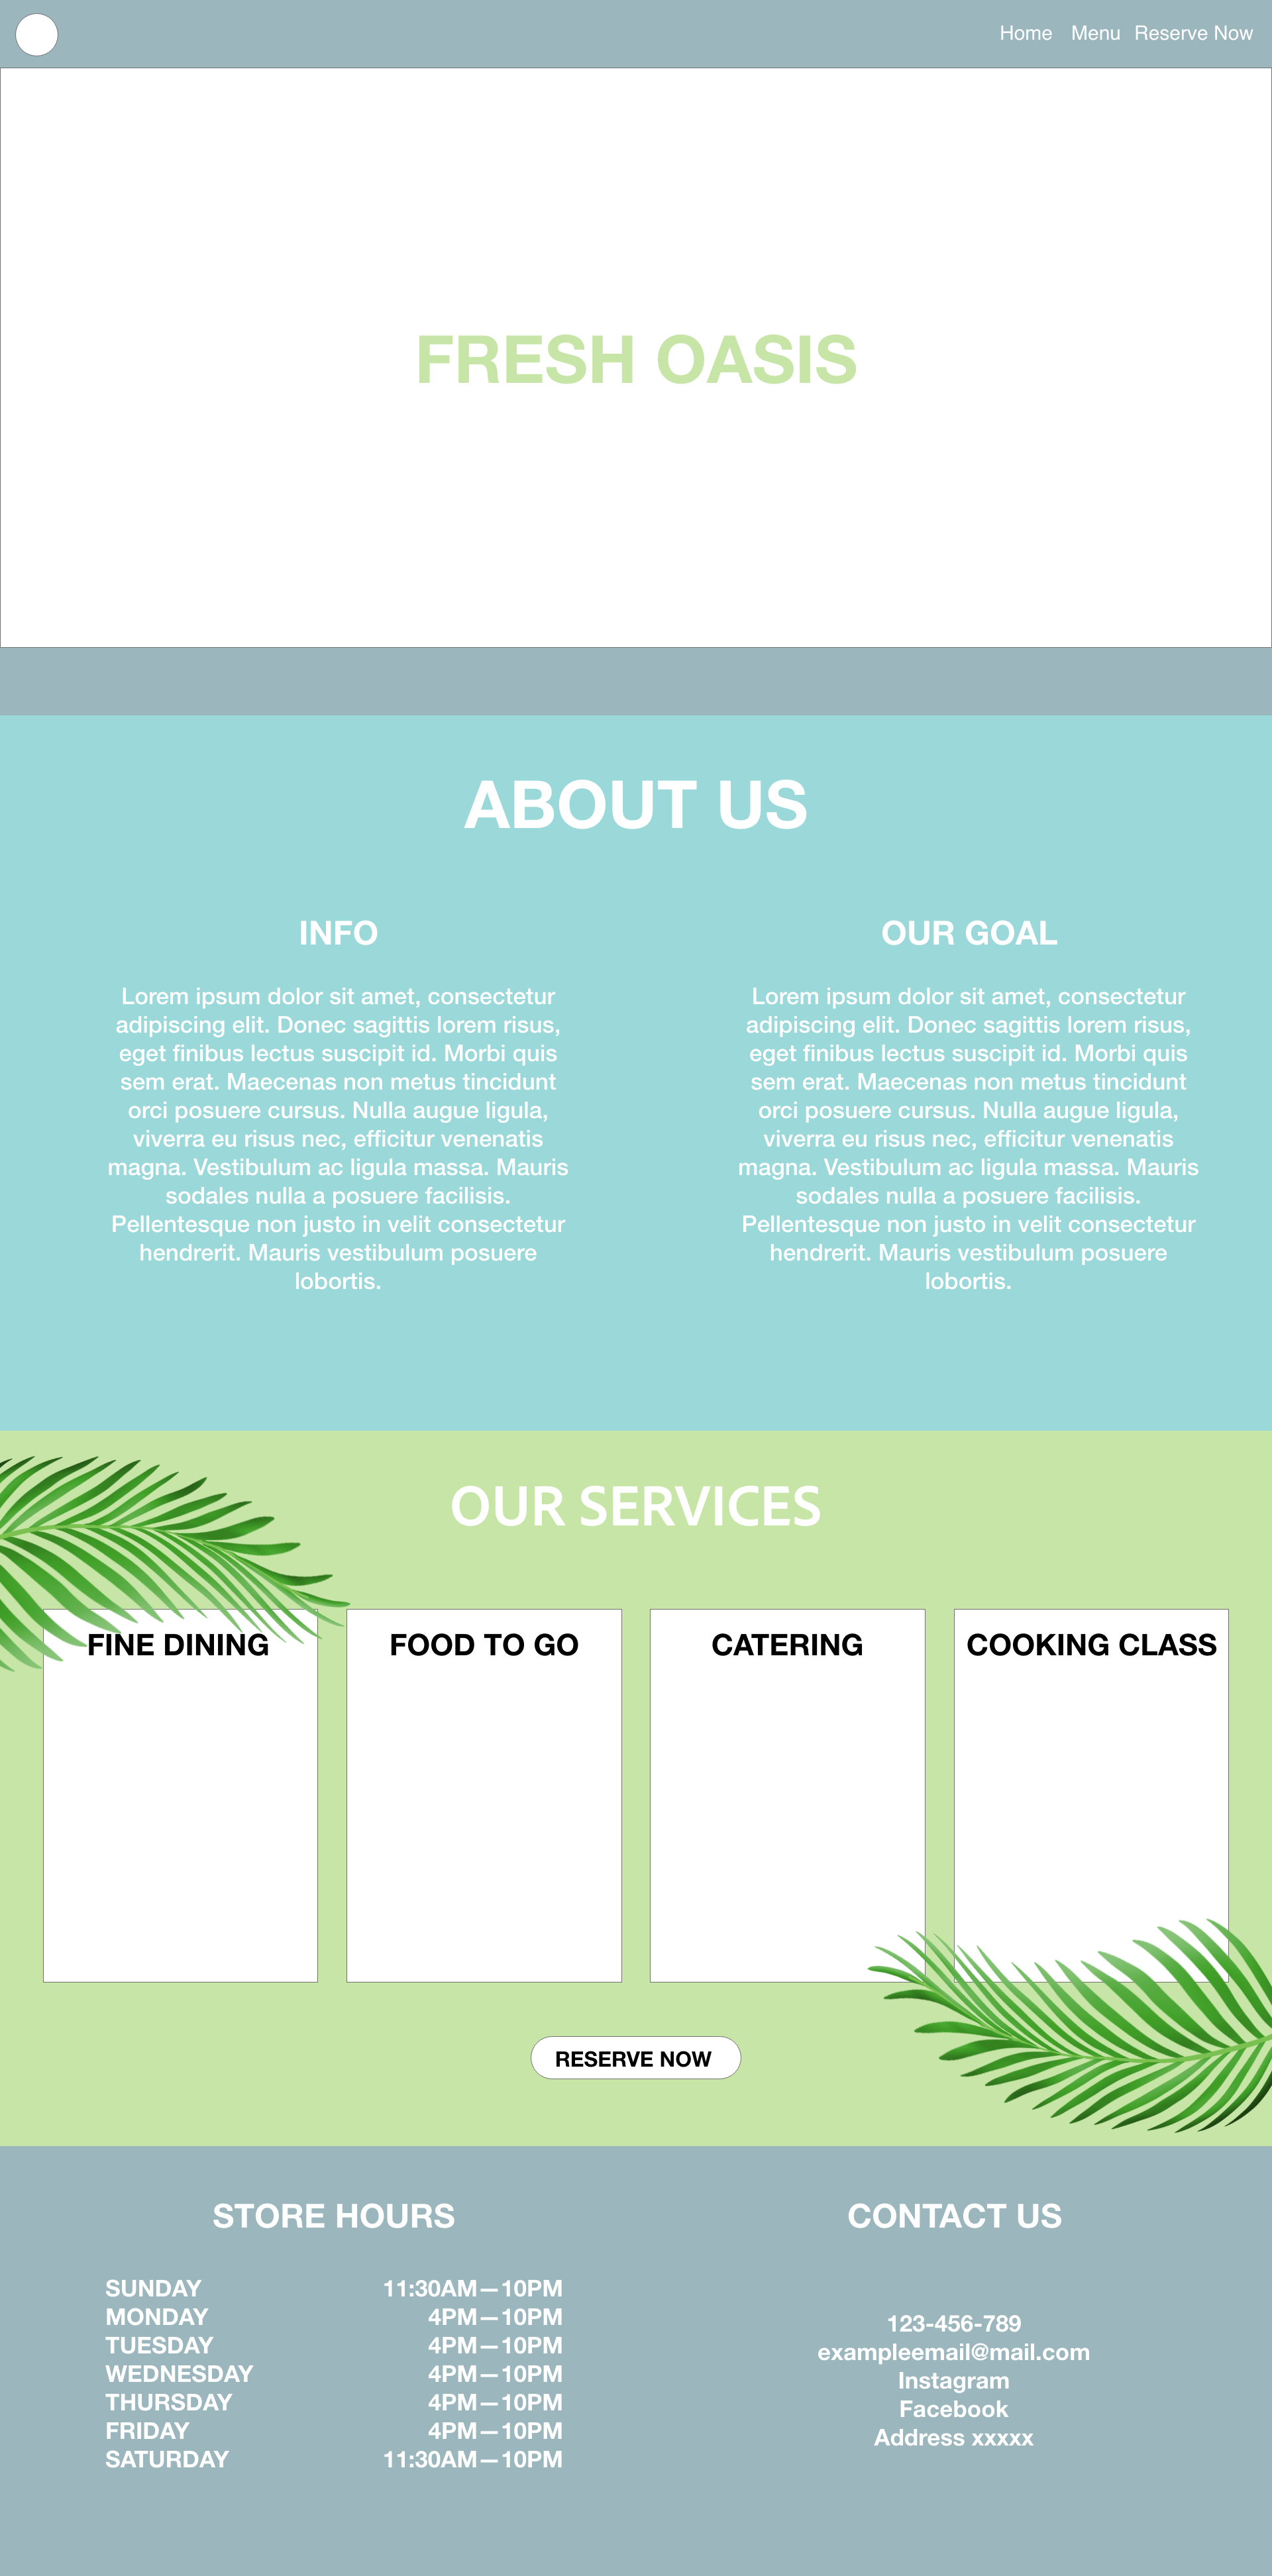 Home Menu Reserve Now
FRESH OASIS
ABOUT US
INFO
Lorem ipsum dolor sit amet, consectetur
adipiscing elit. Donec sagittis lorem risus,
eget finibus lectus suscipit id. Morbi quis
sem erat. Maecenas non metus tincidunt
orci posuere cursus. Nulla augue ligula,
viverra eu risus nec, efficitur venenatis
magna. Vestibulum ac ligula massa. Mauris
sodales nulla a posuere facilisis.
Pellentesque non justo in velit consectetur
hendrerit. Mauris vestibulum posuere
lobortis.
OUR GOAL
Lorem ipsum dolor sit amet, consectetur
adipiscing elit. Donec sagittis lorem risus,
eget finibus lectus suscipit id. Morbi quis
sem erat. Maecenas non metus tincidunt
orci posuere cursus. Nulla augue ligula,
viverra eu risus nec, efficitur venenatis
magna. Vestibulum ac ligula massa. Mauris
sodales nulla a posuere facilisis.
Pellentesque non justo in velit consectetur
hendrerit. Mauris vestibulum posuere
lobortis.
OUR SERVICES
FINE DINING
FOOD TO GO
CATERING
COOKING CLASS
RESERVE NOW
STORE HOURS
SUNDAY 11:30AM—10PM
MONDAY 4PM—10PM
TUESDAY 4PM—10PM
WEDNESDAY 4PM—10PM
THURSDAY 4PM—10PM
FRIDAY 4PM—10PM
SATURDAY 11:30AM—10PM
CONTACT US
123-456-789
exampleemail@mail.com
Instagram
Facebook
Address xxxxx